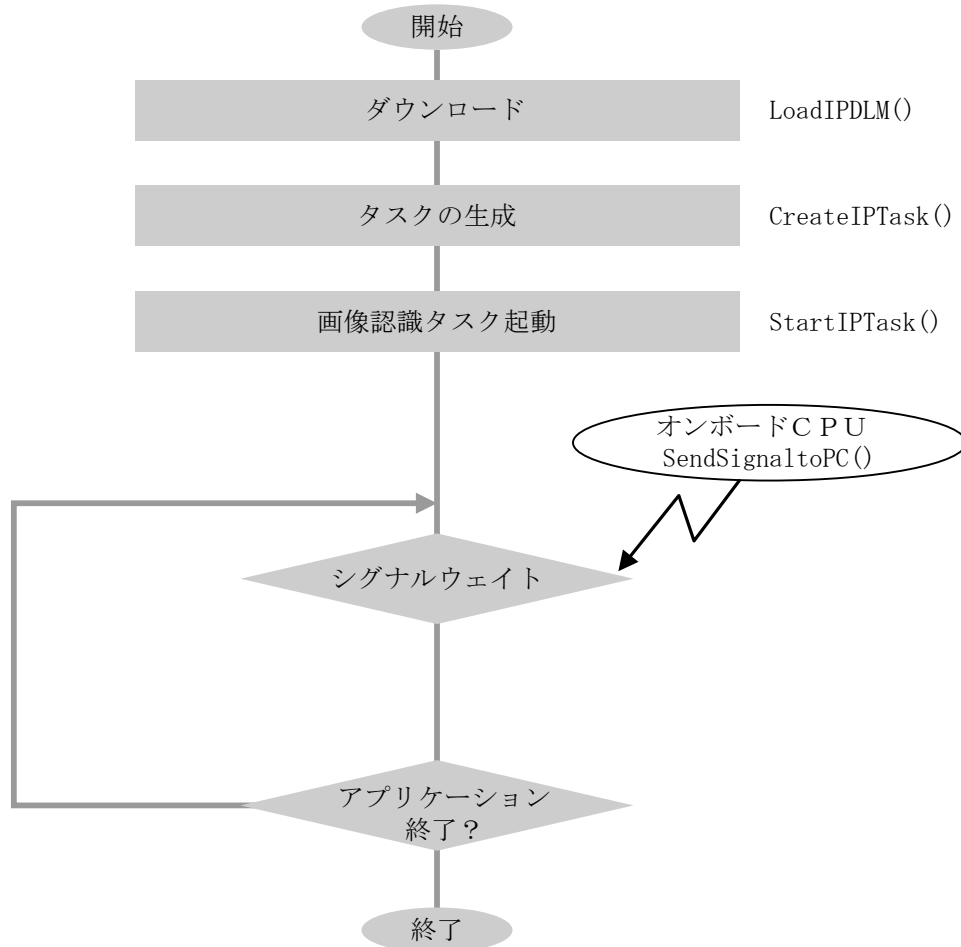 開始
ダウンロード
LoadIPDLM()
タスクの生成
CreateIPTask()
画像認識タスク起動
StartIPTask()
オンボードCPU
SendSignaltoPC()
シグナルウェイト
アプリケーション
終了?
終了